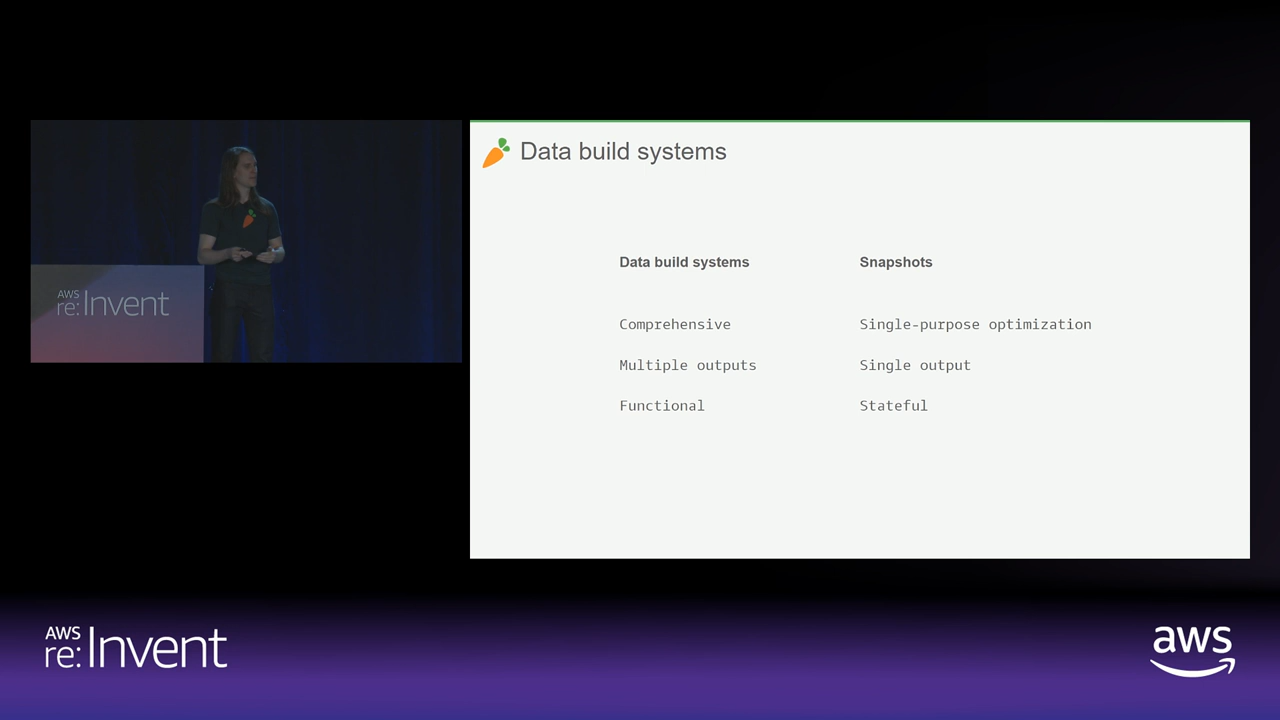 Data build systems
Data build systems Snapshots
Comprehensive Single-purpose optimization
Multiple outputs Single output
Functional Stateful
AWS
re:Invent
AWS
re:Invent
aws